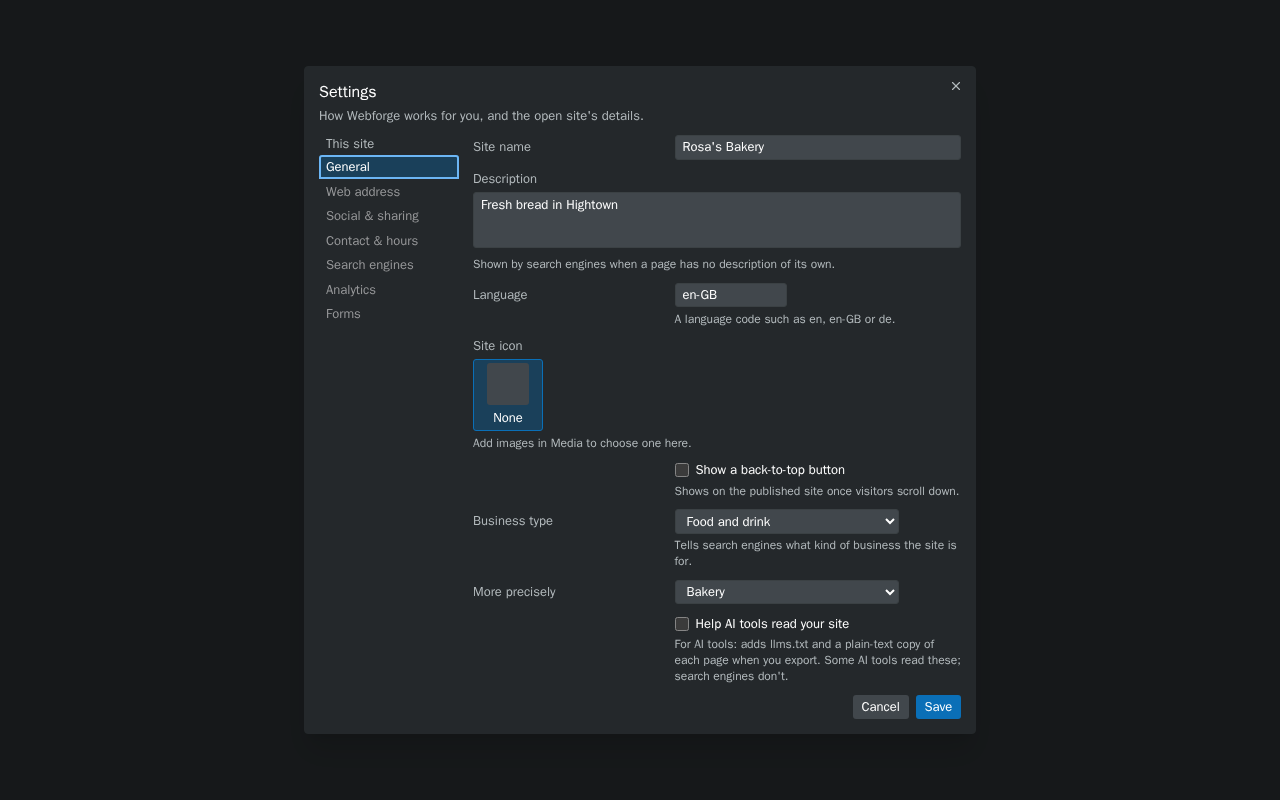 Settings
×
How Webforge works for you, and the open site's details.
This site
General
Web address
Social & sharing
Contact & hours
Search engines
Analytics
Forms
Site name
Rosa's Bakery
Description
Fresh bread in Hightown
Shown by search engines when a page has no description of its own.
Language
en-GB
A language code such as en, en-GB or de.
Site icon
None
Add images in Media to choose one here.
Show a back-to-top button
Shows on the published site once visitors scroll down.
Business type
Food and drink
Tells search engines what kind of business the site is
for.
More precisely
Bakery
Help AI tools read your site
For AI tools: adds llms.txt and a plain-text copy of
each page when you export. Some AI tools read these;
search engines don't.
Cancel
Save